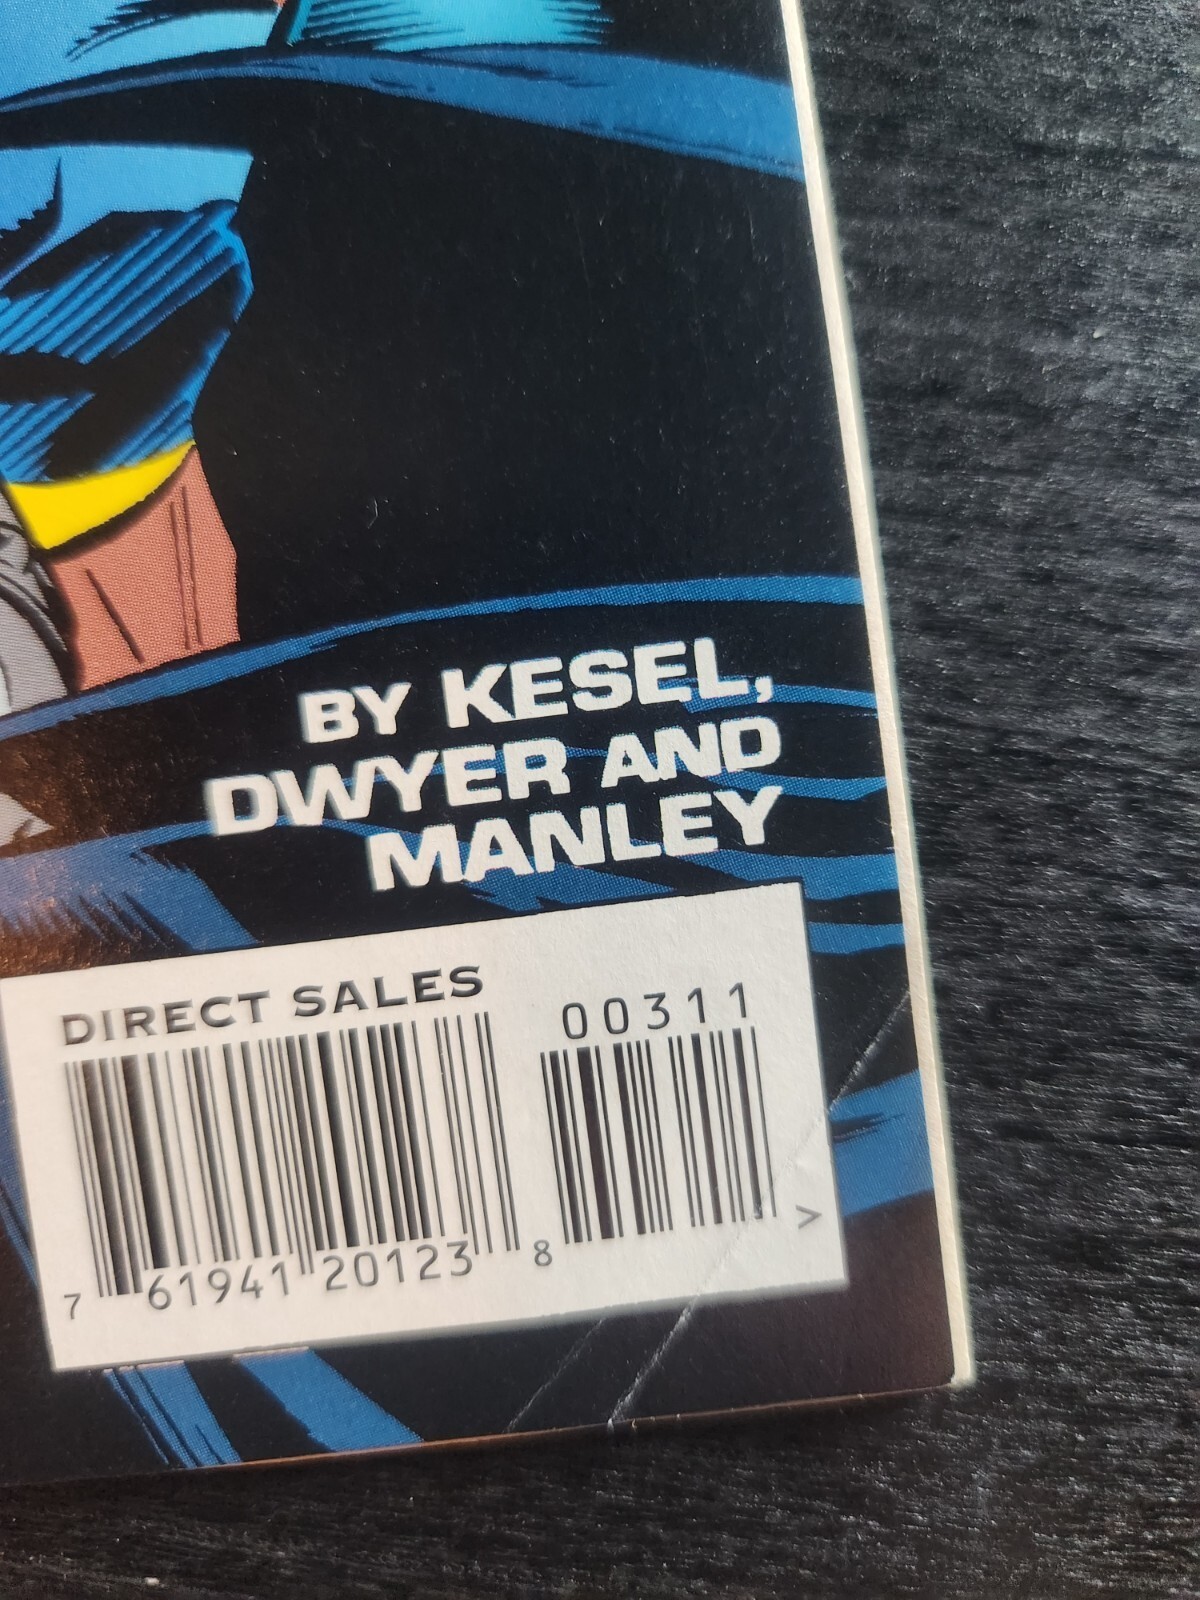 BY KESEL,
DWYER AND
MANLEY
DIRECT SALES
00311
7 61941 20123 8 >